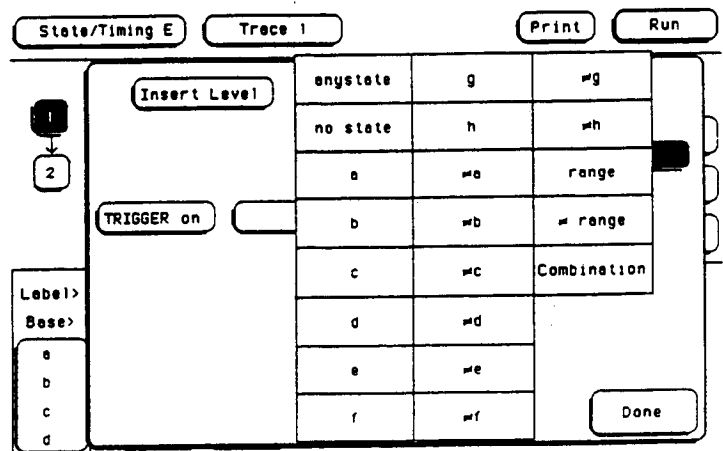 State/Timing E Trace 1 Print Run
Insert Level
1
2
TRIGGER on
anystate g ≠g
no state h ≠h
a ≠a range
b ≠b ≠ range
c ≠c Combination
d ≠d
e ≠e
f ≠f
Label>
Base>
a
b
c
d
Done